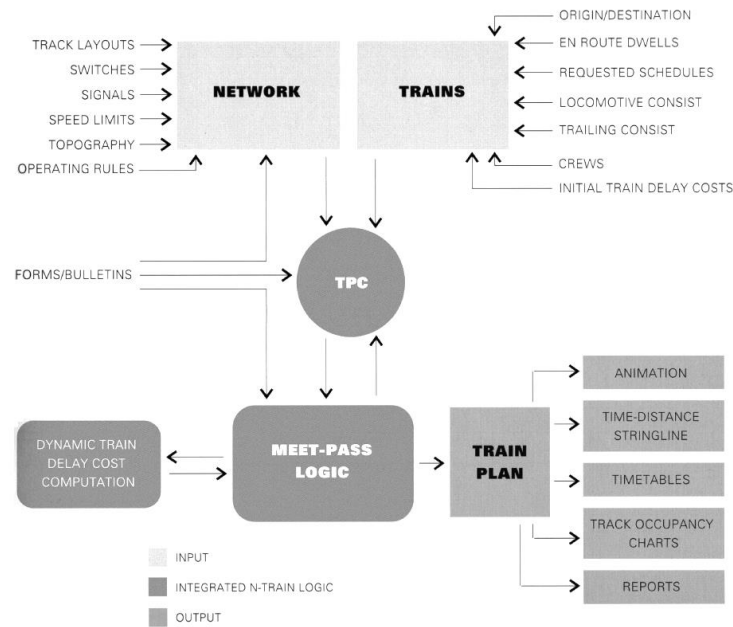 TRACK LAYOUTS
SWITCHES
SIGNALS
SPEED LIMITS
TOPOGRAPHY
OPERATING RULES
NETWORK
TRAINS
ORIGIN/DESTINATION
EN ROUTE DWELLS
REQUESTED SCHEDULES
LOCOMOTIVE CONSIST
TRAILING CONSIST
CREWS
INITIAL TRAIN DELAY COSTS
FORMS/BULLETINS
TPC
DYNAMIC TRAIN
DELAY COST
COMPUTATION
MEET-PASS
LOGIC
TRAIN
PLAN
ANIMATION
TIME-DISTANCE
STRINGLINE
TIMETABLES
TRACK OCCUPANCY
CHARTS
REPORTS
INPUT
INTEGRATED N-TRAIN LOGIC
OUTPUT